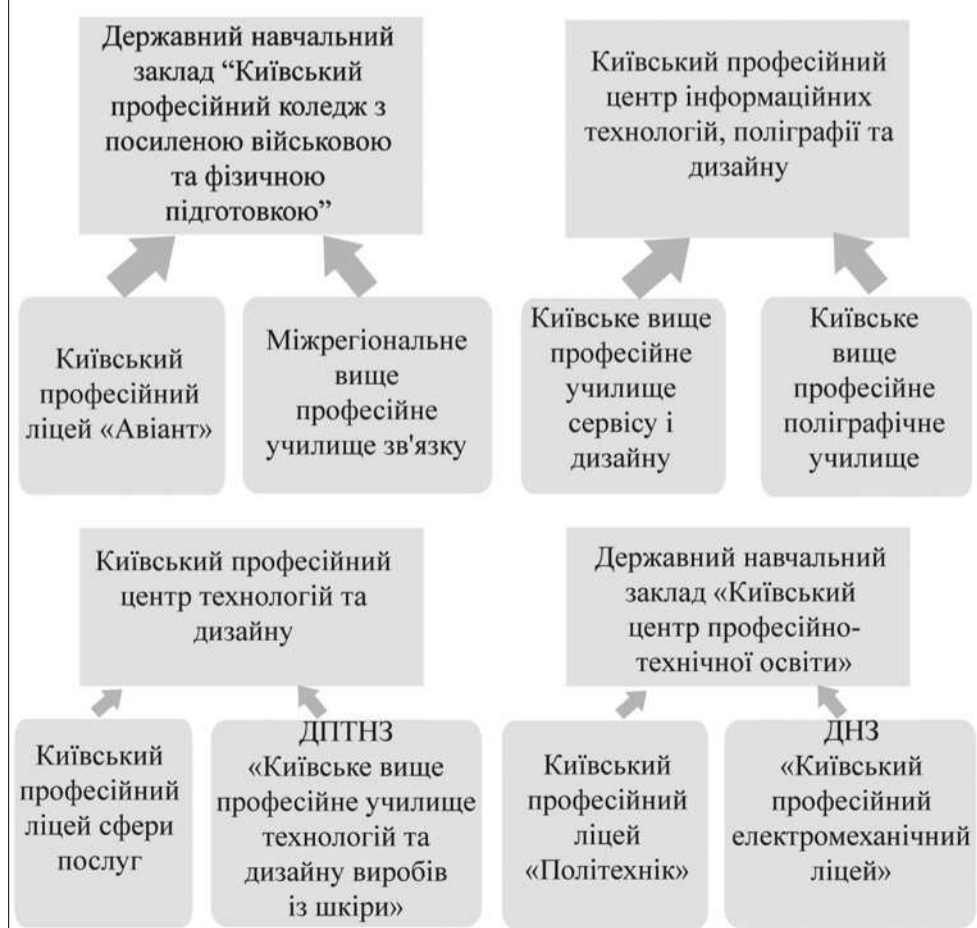 Державний навчальний
заклад “Київський
професійний коледж з
посиленою військовою
та фізичною
підготовкою”
Київський професійний
центр інформаційних
технологій, поліграфії та
дизайну
Київський
професійний
ліцей «Авіант»
Міжрегіональне
вище
професійне
училище зв'язку
Київське вище
професійне
училище
сервісу і
дизайну
Київське
вище
професійне
поліграфічне
училище
Київський професійний
центр технологій та
дизайну
Державний навчальний
заклад «Київський
центр професійно-
технічної освіти»
Київський
професійний
ліцей сфери
послуг
ДПТНЗ
«Київське вище
професійне училище
технологій та
дизайну виробів
із шкіри»
Київський
професійний
ліцей
«Політехнік»
ДНЗ
«Київський
професійний
електромеханічний
ліцей»